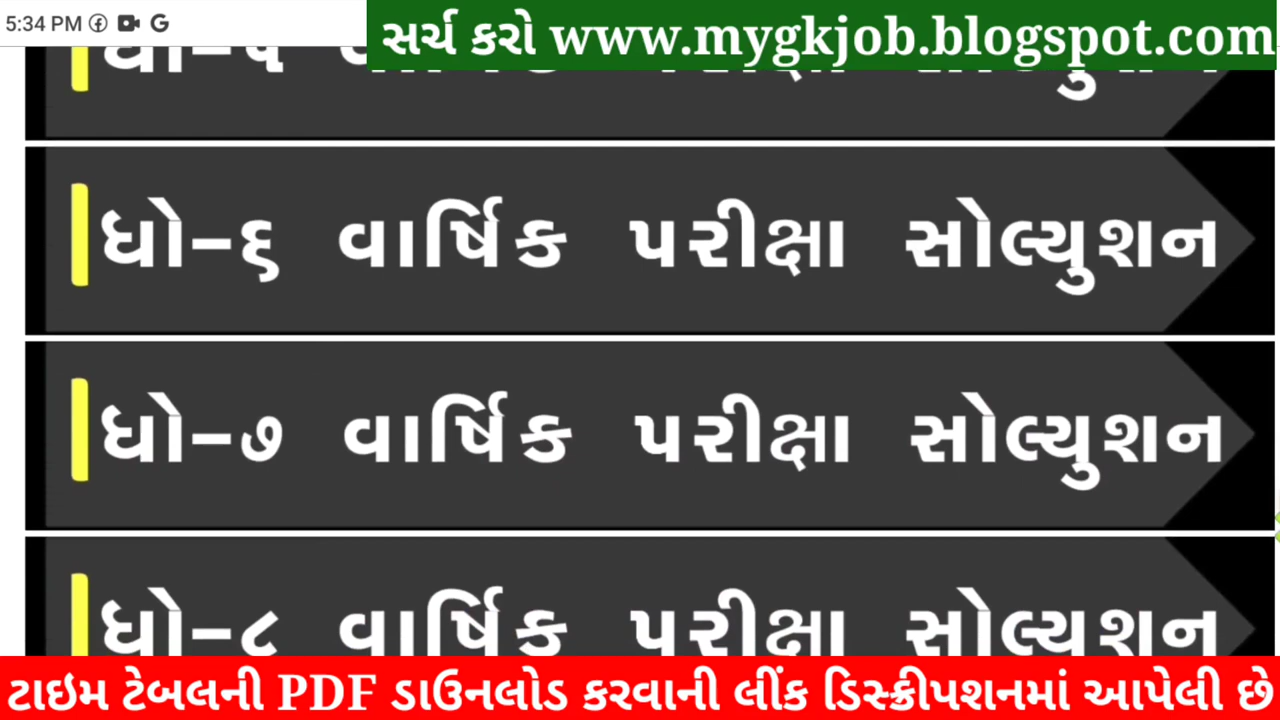 5:34 PM
સર્ચ કરો www.mygkjob.blogspot.com
ધો-૬ વાર્ષિક પરીક્ષા સોલ્યુશન
ધો-૭ વાર્ષિક પરીક્ષા સોલ્યુશન
ધો-૮ વાર્ષિક પરીક્ષા સોલ્યુશન
ટાઇમ ટેબલની PDF ડાઉનલોડ કરવાની લીંક ડિસ્ક્રીપશનમાં આપેલી છે